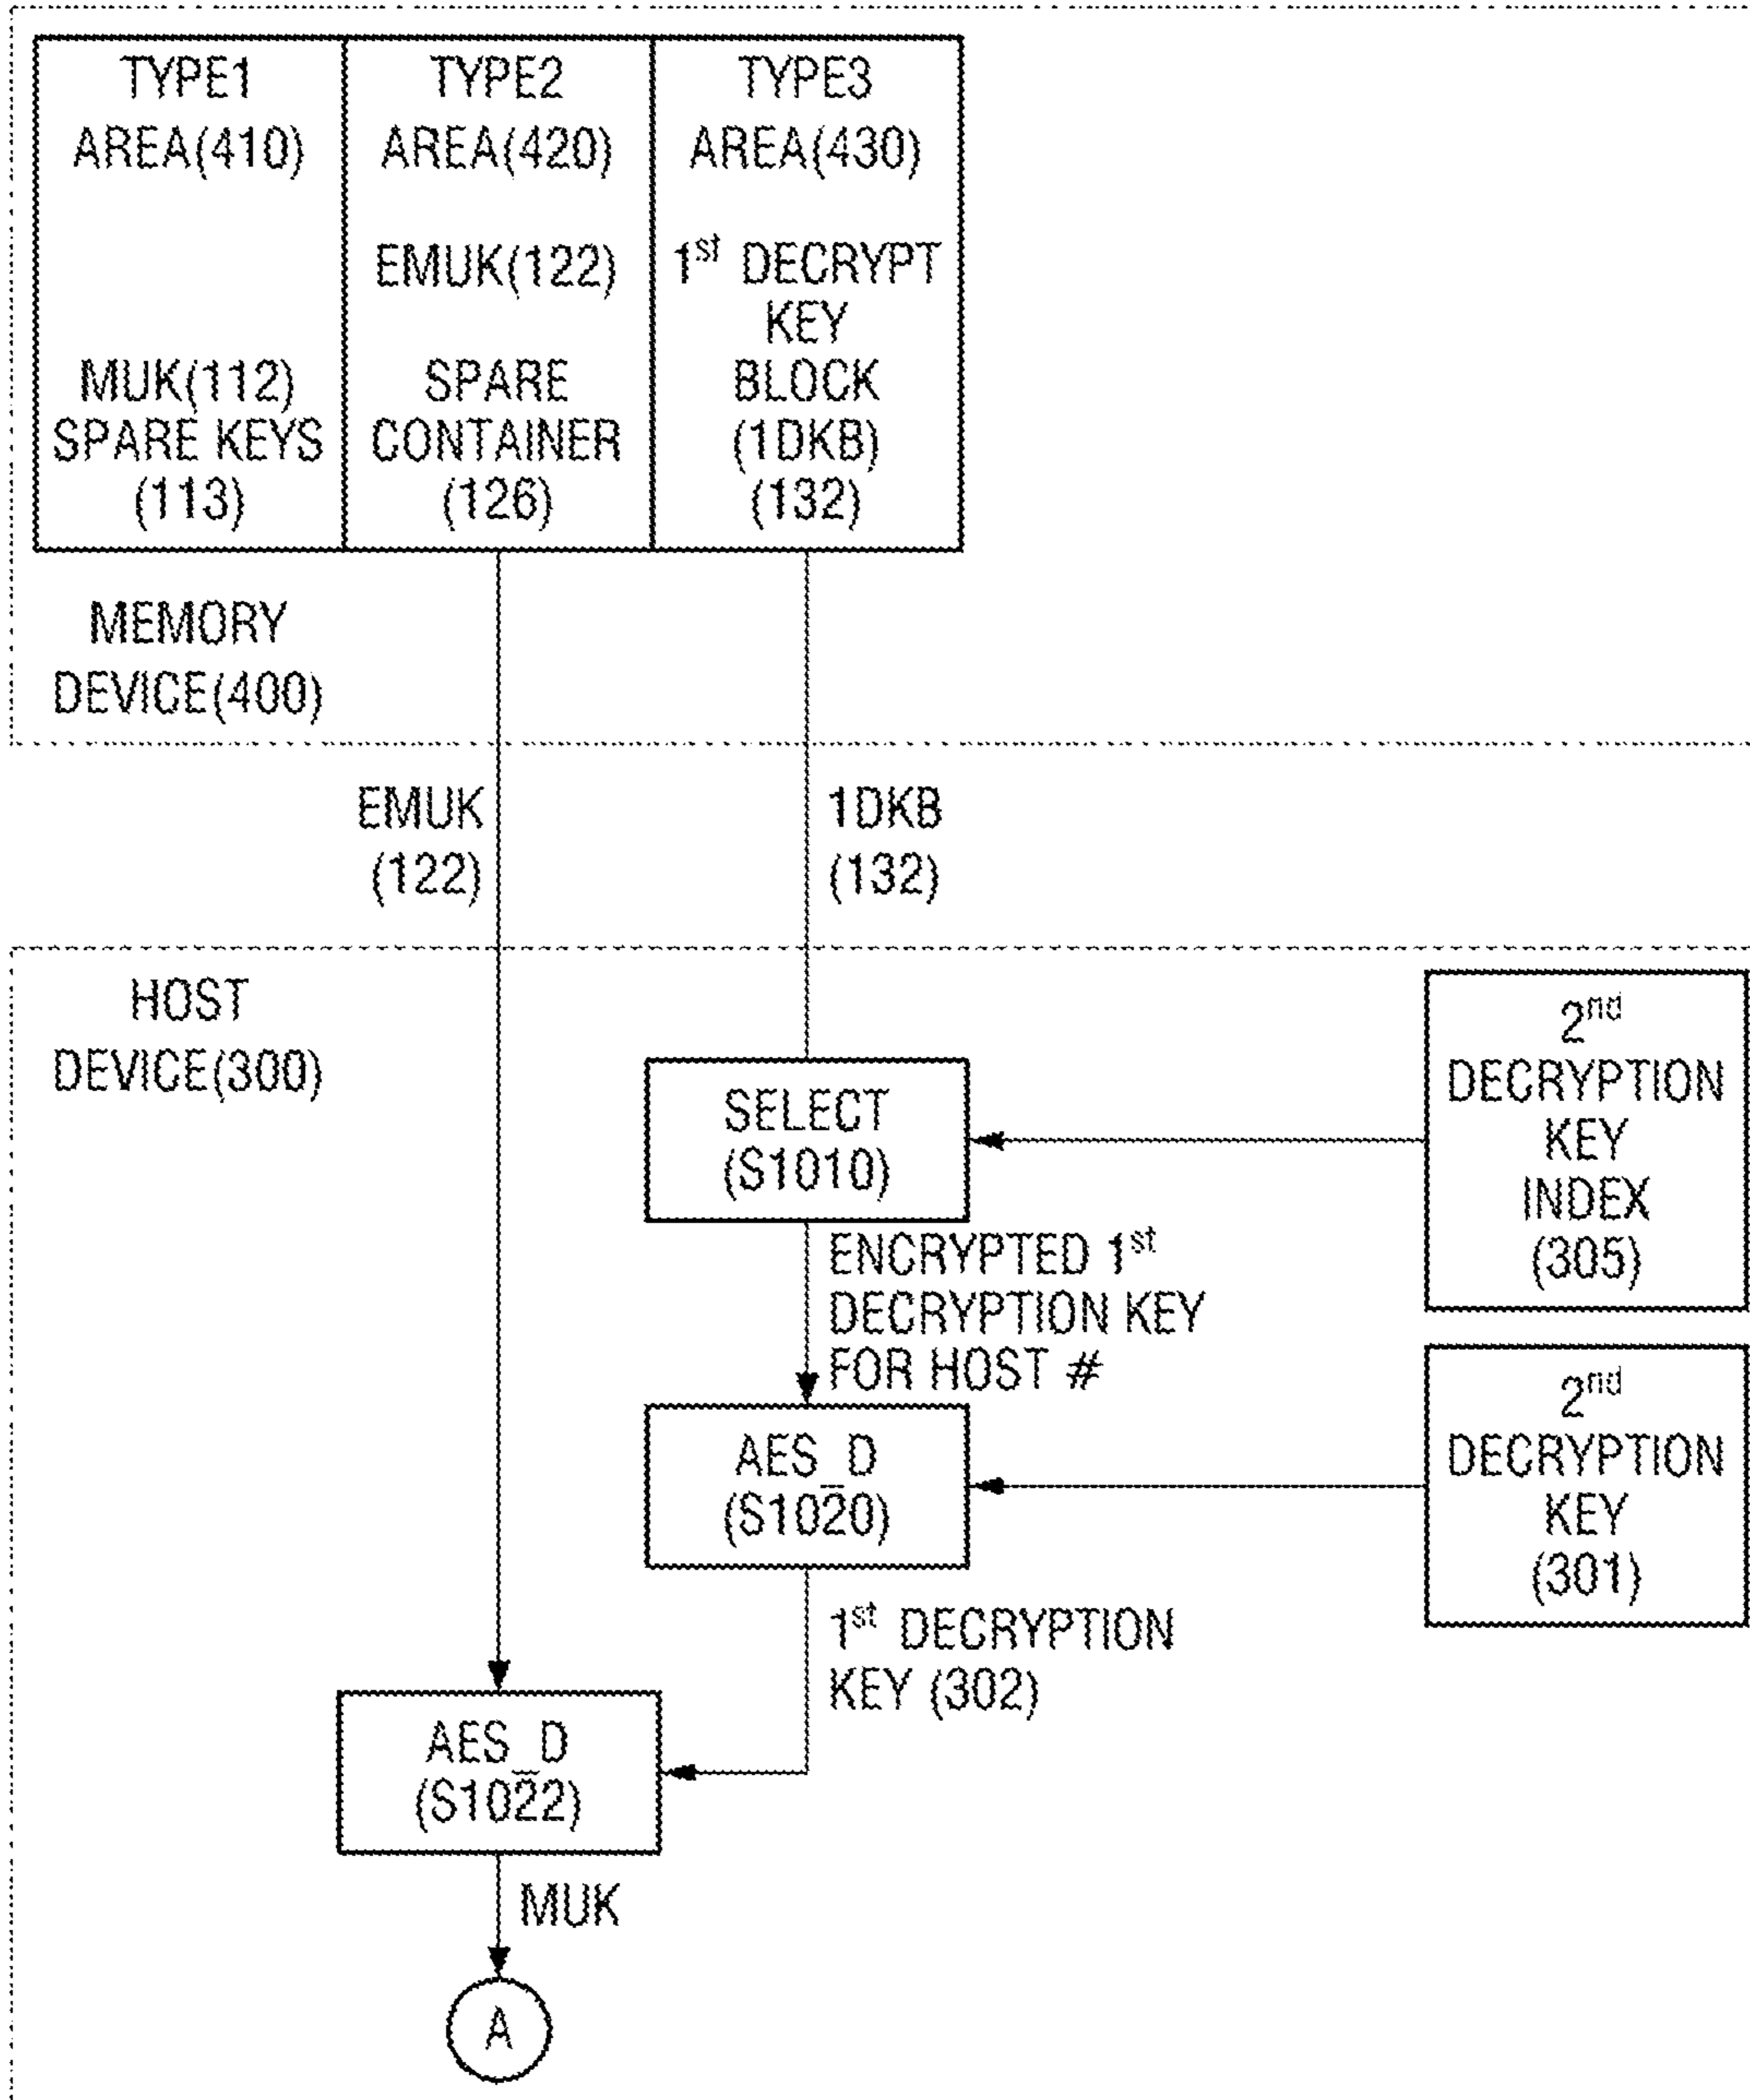 TYPE1
AREA(410)
MUK(112)
SPARE KEYS
(113)
TYPE2
AREA(420)
EMUK(122)
SPARE
CONTAINER
(126)
TYPE3
AREA(430)
1st DECRYPT
KEY
BLOCK
(1DKB)
(132)
MEMORY
DEVICE(400)
EMUK
(122)
1DKB
(132)
HOST
DEVICE(300)
SELECT
(S1010)
2nd
DECRYPTION
KEY
INDEX
(305)
ENCRYPTED 1st
DECRYPTION KEY
FOR HOST #
AES_D
(S1020)
2nd
DECRYPTION
KEY
(301)
1st DECRYPTION
KEY (302)
AES_D
(S1022)
MUK
A